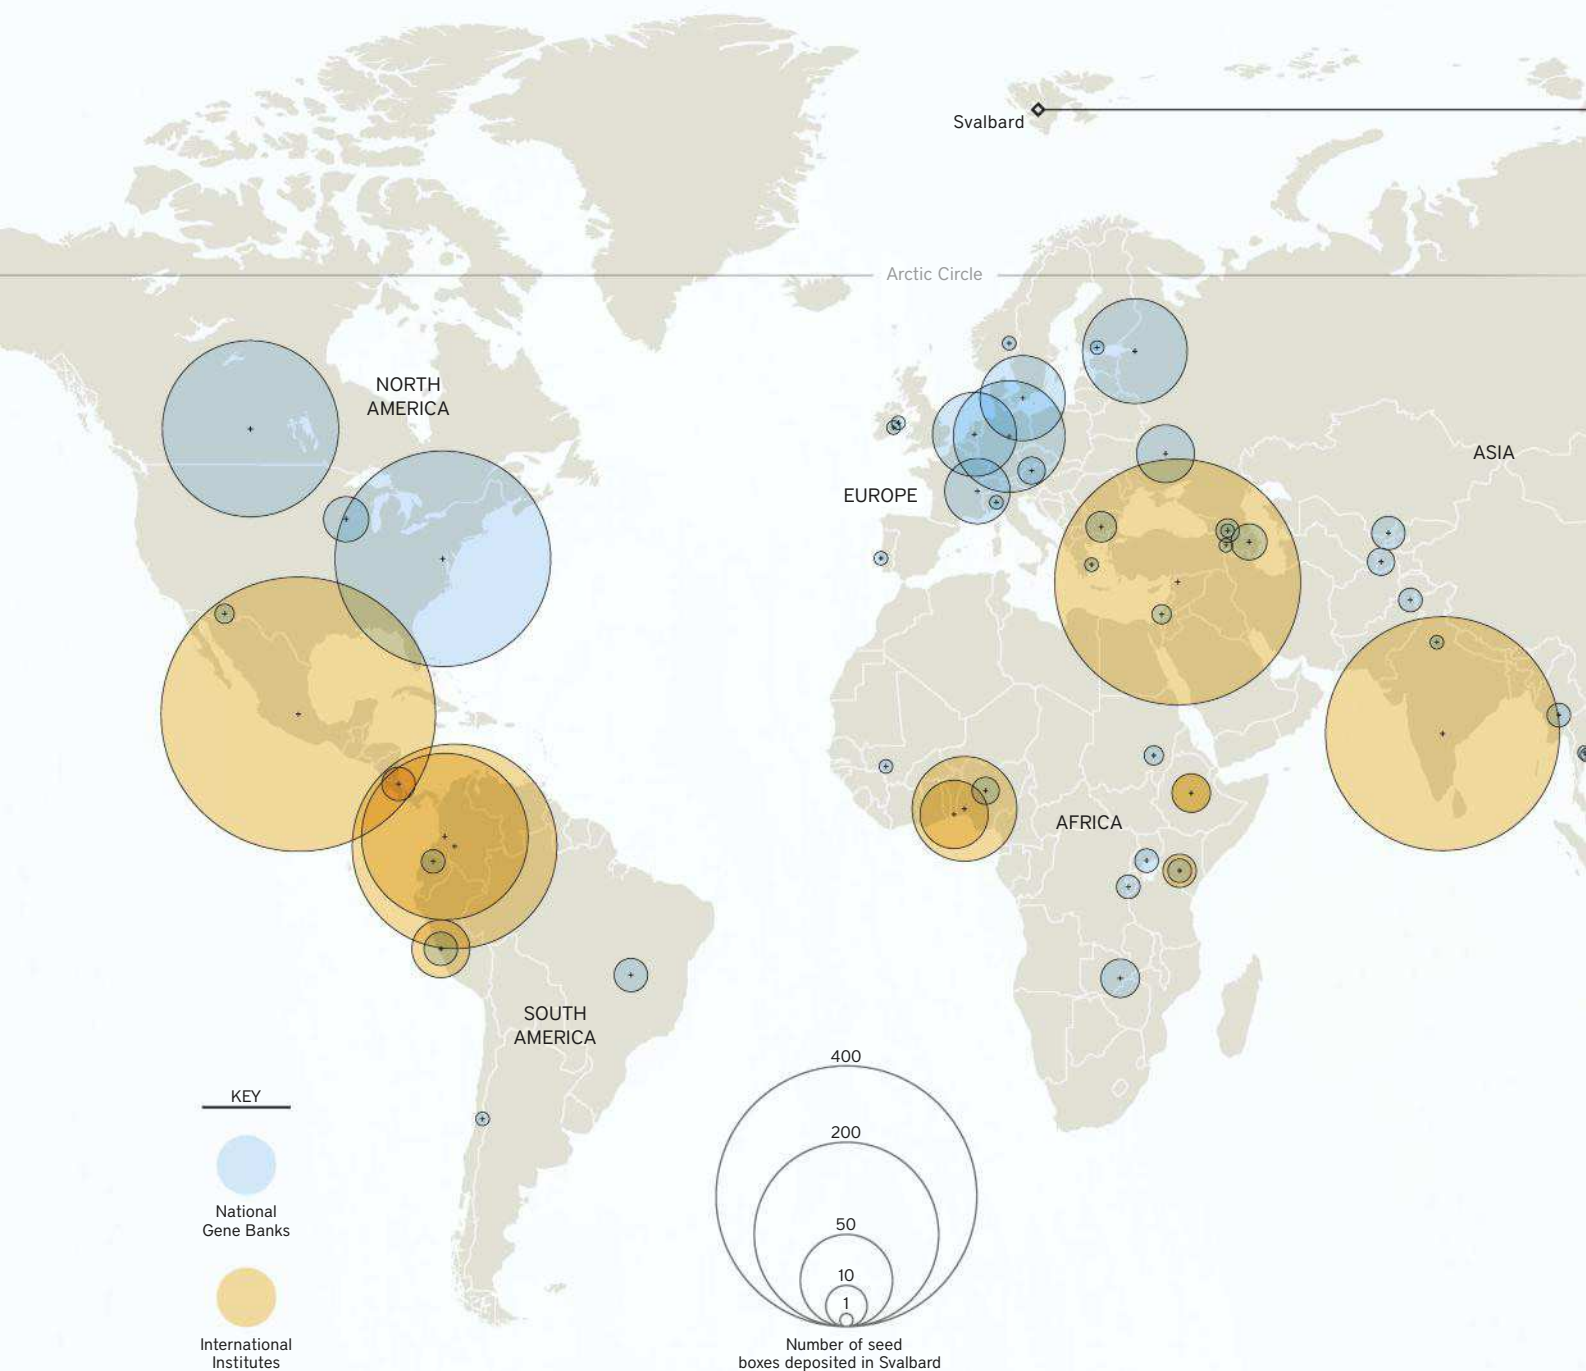 Svalbard
Arctic Circle
NORTH
AMERICA
EUROPE
ASIA
AFRICA
SOUTH
AMERICA
KEY
National
Gene Banks
International
Institutes
400
200
50
10
1
Number of seed
boxes deposited in Svalbard